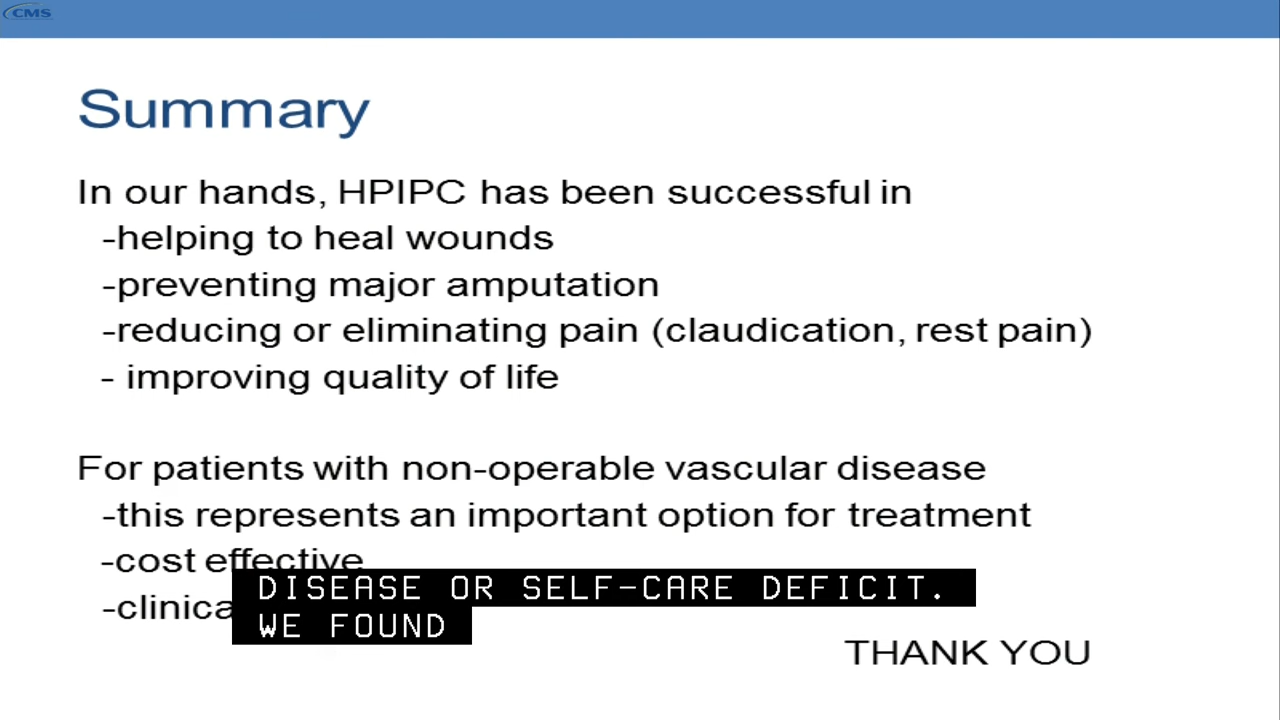 CMS
Summary
In our hands, HPIPC has been successful in
-helping to heal wounds
-preventing major amputation
-reducing or eliminating pain (claudication, rest pain)
- improving quality of life
For patients with non-operable vascular disease
-this represents an important option for treatment
-cost effective
DISEASE OR SELF-CARE DEFICIT.
WE FOUND
THANK YOU